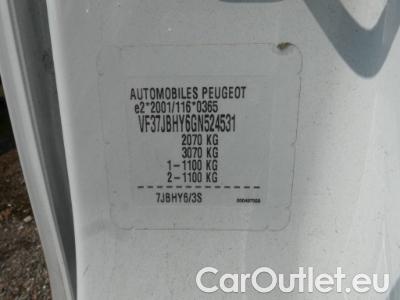 AUTOMOBILES PEUGEOT
e2*2001/116*0365
VF37JBHY6GN524531
2070 KG
3070 KG
1-1100 KG
2-1100 KG
7JBHY6/3S
CarOutlet.eu